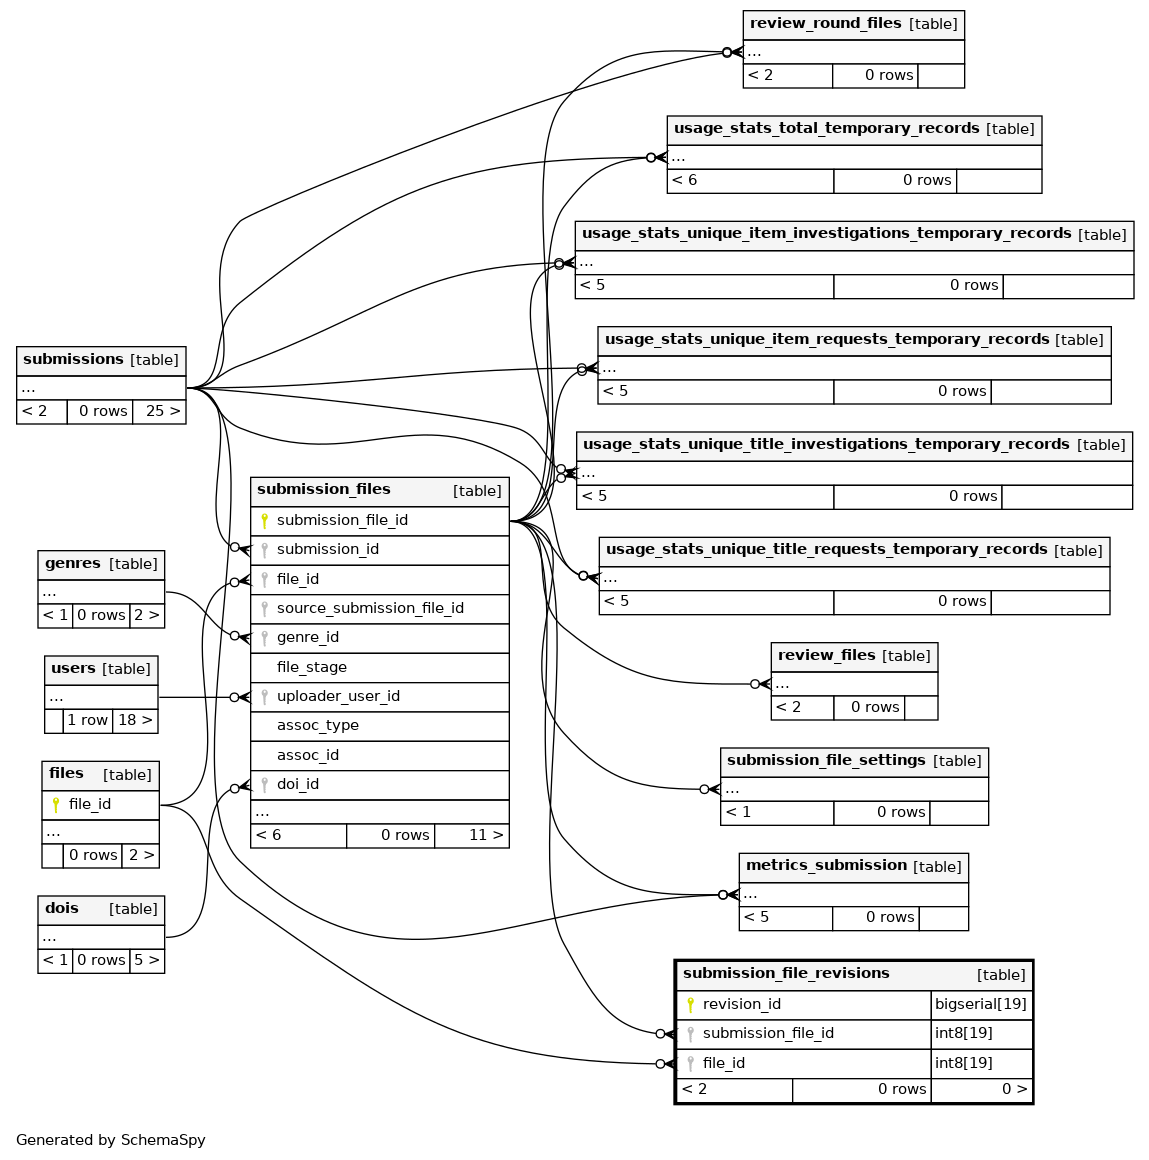 review_round_files [table]
...
< 2 0 rows
usage_stats_total_temporary_records [table]
...
< 6 0 rows
usage_stats_unique_item_investigations_temporary_records [table]
...
< 5 0 rows
usage_stats_unique_item_requests_temporary_records [table]
...
< 5 0 rows
submissions [table]
...
< 2 0 rows 25 >
usage_stats_unique_title_investigations_temporary_records [table]
...
< 5 0 rows
submission_files [table]
submission_file_id
submission_id
file_id
source_submission_file_id
genre_id
file_stage
uploader_user_id
assoc_type
assoc_id
doi_id
...
< 6 0 rows 11 >
usage_stats_unique_title_requests_temporary_records [table]
...
< 5 0 rows
genres [table]
...
< 1 0 rows 2 >
review_files [table]
...
< 2 0 rows
users [table]
...
1 row 18 >
submission_file_settings [table]
...
< 1 0 rows
files [table]
file_id
...
0 rows 2 >
metrics_submission [table]
...
< 5 0 rows
dois [table]
...
< 1 0 rows 5 >
submission_file_revisions [table]
revision_id bigserial[19]
submission_file_id int8[19]
file_id int8[19]
< 2 0 rows 0 >
Generated by SchemaSpy